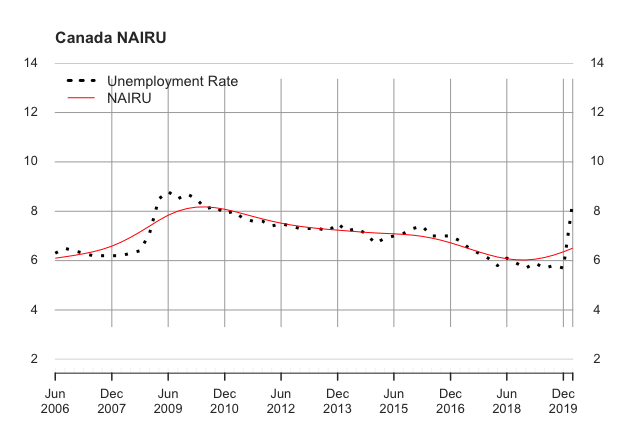 Canada NAIRU
14 14
Unemployment Rate
NAIRU
12 12
10 10
8 8
6 6
4 4
2 2
Jun Dec Jun Dec Jun Dec Jun Dec Jun Dec
2006 2007 2009 2010 2012 2013 2015 2016 2018 2019